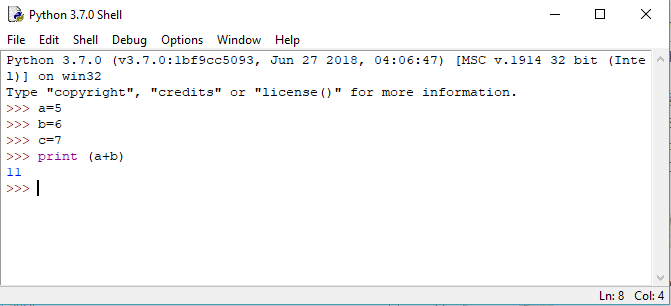 Python 3.7.0 Shell
File Edit Shell Debug Options Window Help
Python 3.7.0 (v3.7.0:1bf9cc5093, Jun 27 2018, 04:06:47) [MSC v.1914 32 bit (Inte
l)] on win32
Type "copyright", "credits" or "license()" for more information.
>>> a=5
>>> b=6
>>> c=7
>>> print (a+b)
11
>>>
Ln: 8 Col: 4